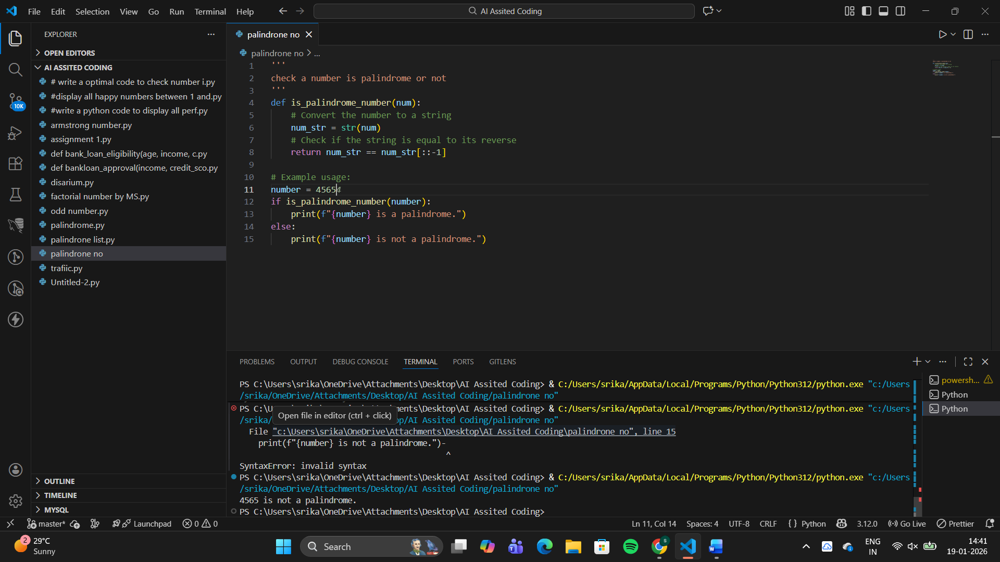 File Edit Selection View Go Run Terminal Help
AI Assited Coding
EXPLORER
OPEN EDITORS
AI ASSITED CODING
# write a optimal code to check number i.py
#display all happy numbers between 1 and.py
#write a python code to display all perf.py
armstrong number.py
assignment 1.py
def bank_loan_eligibility(age, income, c.py
def bankloan_approval(income, credit_sco.py
disarium.py
factorial number by MS.py
odd number.py
palindrome.py
palindrone list.py
palindrone no
trafiic.py
Untitled-2.py
OUTLINE
TIMELINE
MYSQL
10K
palindrone no
palindrone no > ...
1 '''
2 check a number is palindrome or not
3 '''
4 def is_palindrome_number(num):
5 # Convert the number to a string
6 num_str = str(num)
7 # Check if the string is equal to its reverse
8 return num_str == num_str[::-1]
9
10 # Example usage:
11 number = 45654
12 if is_palindrome_number(number):
13 print(f"{number} is a palindrome.")
14 else:
15 print(f"{number} is not a palindrome.")
PROBLEMS OUTPUT DEBUG CONSOLE TERMINAL PORTS GITLENS
PS C:\Users\srika\OneDrive\Attachments\Desktop\AI Assited Coding> & C:/Users/srika/AppData/Local/Programs/Python/Python312/python.exe "c:/Users
/srika/OneDrive/Attachments/Desktop/AI Assited Coding/palindrone no"
PS C:\U achments\Desktop\AI Assited Coding> & C:/Users/srika/AppData/Local/Programs/Python/Python312/python.exe "c:/Users
Open file in editor (ctrl + click)
/srika/ op/AI Assited Coding/palindrone no"
File "c:\Users\srika\OneDrive\Attachments\Desktop\AI Assited Coding\palindrone no", line 15
print(f"{number} is not a palindrome.")-
^
SyntaxError: invalid syntax
PS C:\Users\srika\OneDrive\Attachments\Desktop\AI Assited Coding> & C:/Users/srika/AppData/Local/Programs/Python/Python312/python.exe "c:/Users
/srika/OneDrive/Attachments/Desktop/AI Assited Coding/palindrone no"
4565 is not a palindrome.
PS C:\Users\srika\OneDrive\Attachments\Desktop\AI Assited Coding>
powersh...
Python
Python
master* Launchpad 0 0 Ln 11, Col 14 Spaces: 4 UTF-8 CRLF {} Python 3.12.0 Go Live Prettier
2
29°C
Sunny
Search
ENG
IN
14:41
19-01-2026